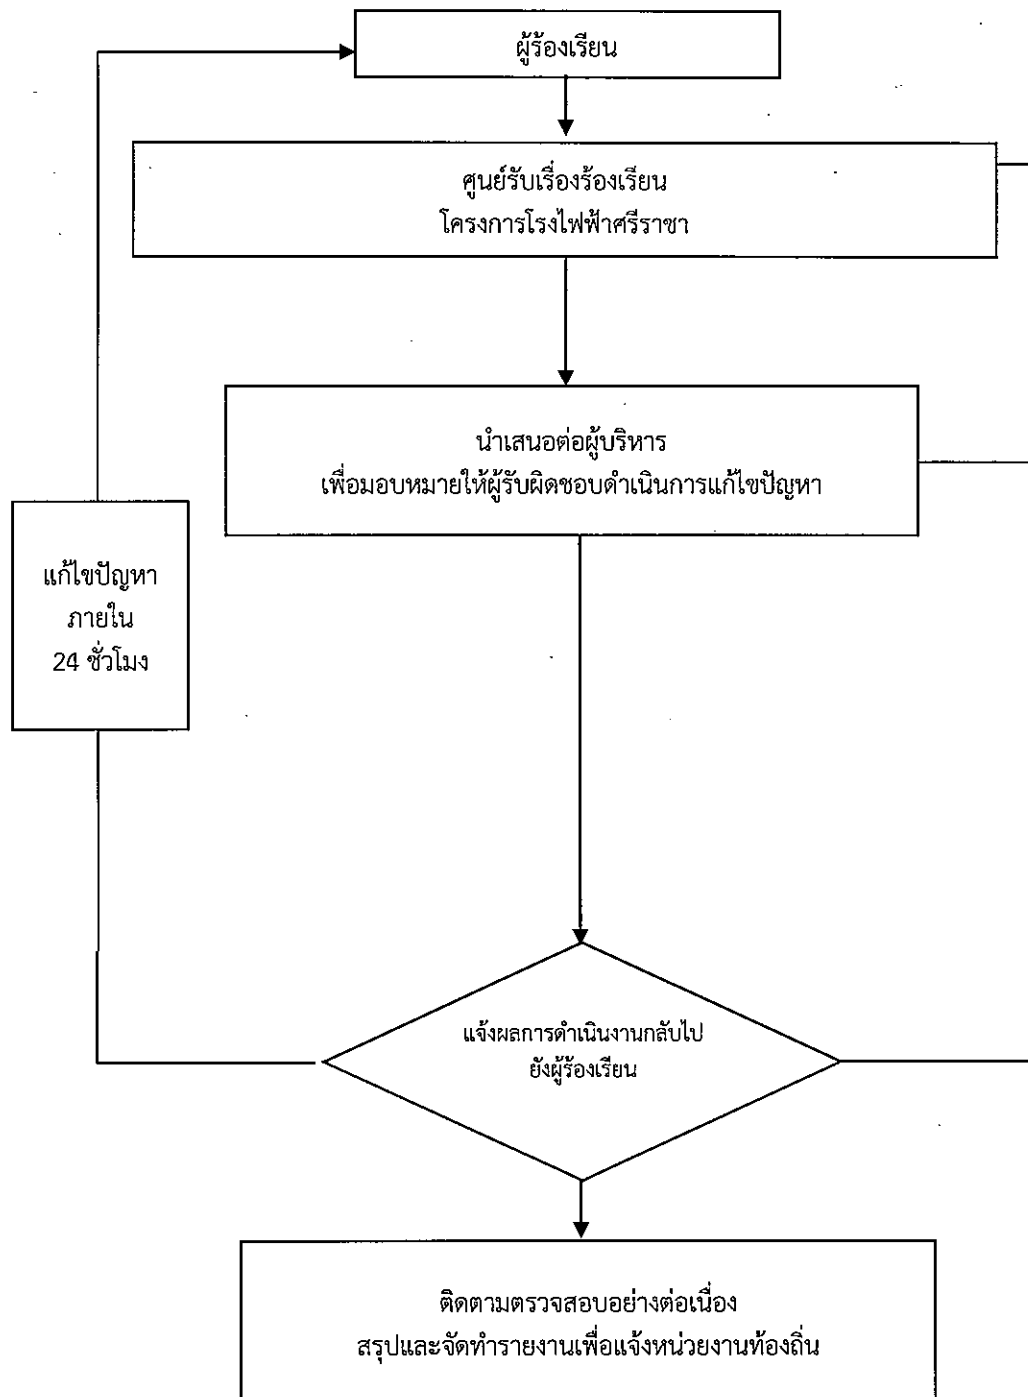 ผู้ร้องเรียน
ศูนย์รับเรื่องร้องเรียน
โครงการโรงไฟฟ้าศรีราชา
นำเสนอต่อผู้บริหาร
เพื่อมอบหมายให้ผู้รับผิดชอบดำเนินการแก้ไขปัญหา
แก้ไขปัญหา
ภายใน
24 ชั่วโมง
แจ้งผลการดำเนินงานกลับไป
ยังผู้ร้องเรียน
ติดตามตรวจสอบอย่างต่อเนื่อง
สรุปและจัดทำรายงานเพื่อแจ้งหน่วยงานท้องถิ่น